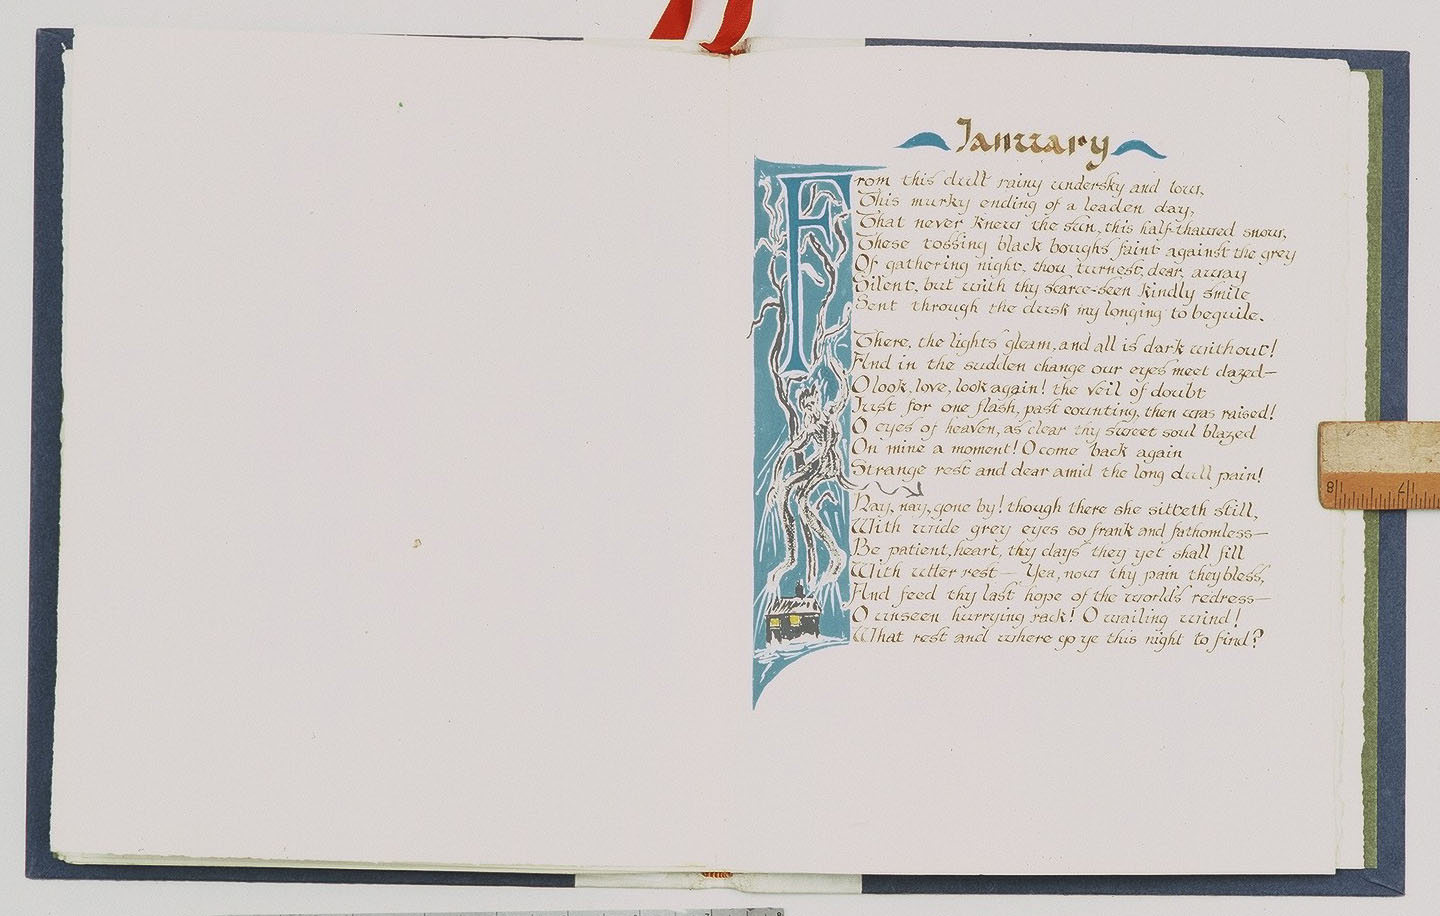 January
From this dull rainy undersky and low,
This murky ending of a leaden day,
That never knew the sun, this half-thawed snow,
These tossing black boughs faint against the grey
Of gathering night, thou turnest, dear, away
Silent, but with thy scarce-seen kindly smile
Sent through the dusk my longing to beguile.
There, the lights gleam, and all is dark without!
And in the sudden change our eyes meet dazed—
O look, love, look again! the veil of doubt
Just for one flash, past counting, then was raised!
O eyes of heaven, as clear thy sweet soul blazed
On mine a moment! O come back again
Strange rest and dear amid the long dull pain!
Nay, nay, gone by! though there she sitteth still,
With wide grey eyes so frank and fathomless—
Be patient, heart, thy days they yet shall fill
With utter rest— Yea, now thy pain they bless,
And feed thy last hope of the world's redress—
O unseen hurrying rack! O wailing wind!
What rest and where go ye this night to find?
8 7